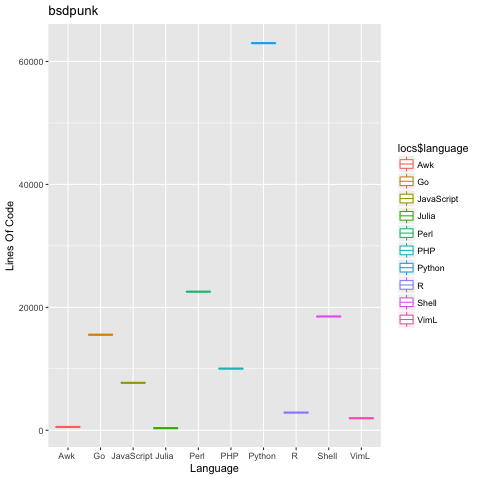 bsdpunk
60000
40000
20000
0
Lines Of Code
Awk Go JavaScript Julia Perl PHP Python R Shell VimL
Language
locs$language
Awk
Go
JavaScript
Julia
Perl
PHP
Python
R
Shell
VimL